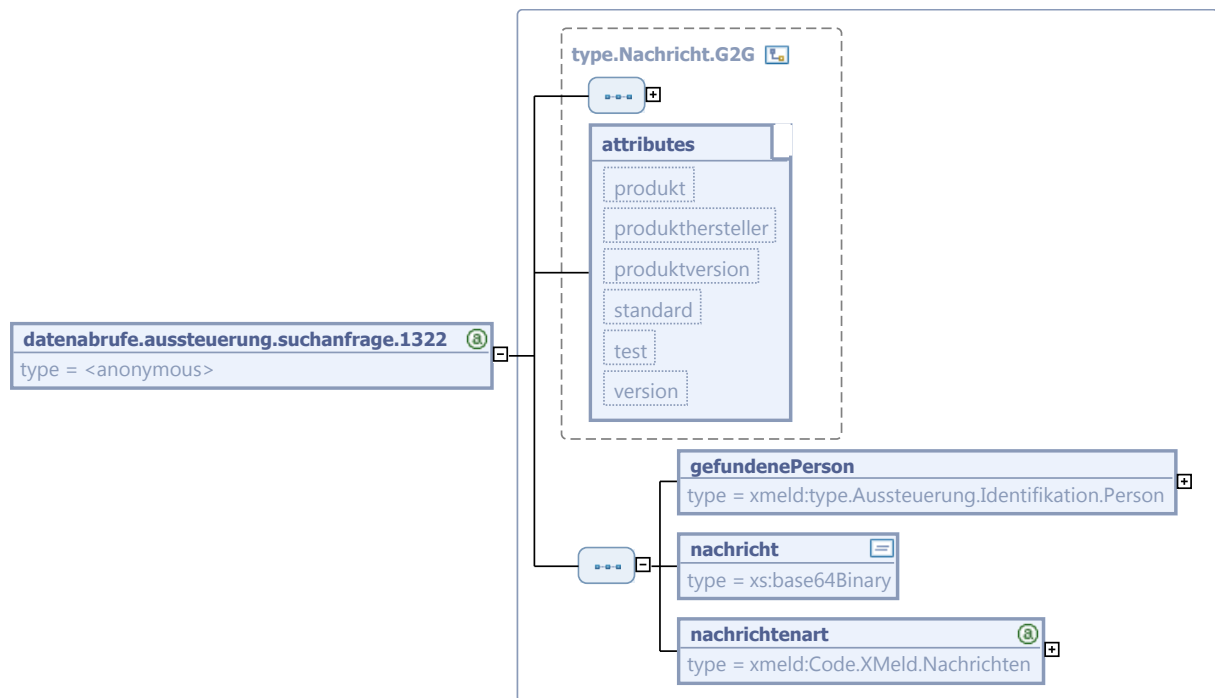 type.Nachricht.G2G
attributes
produkt
produkthersteller
produktversion
standard
test
version
datenabrufe.aussteuerung.suchanfrage.1322
type = <anonymous>
gefundenePerson
type = xmeld:type.Aussteuerung.Identifikation.Person
nachricht
type = xs:base64Binary
nachrichtenart
type = xmeld:Code.XMeld.Nachrichten